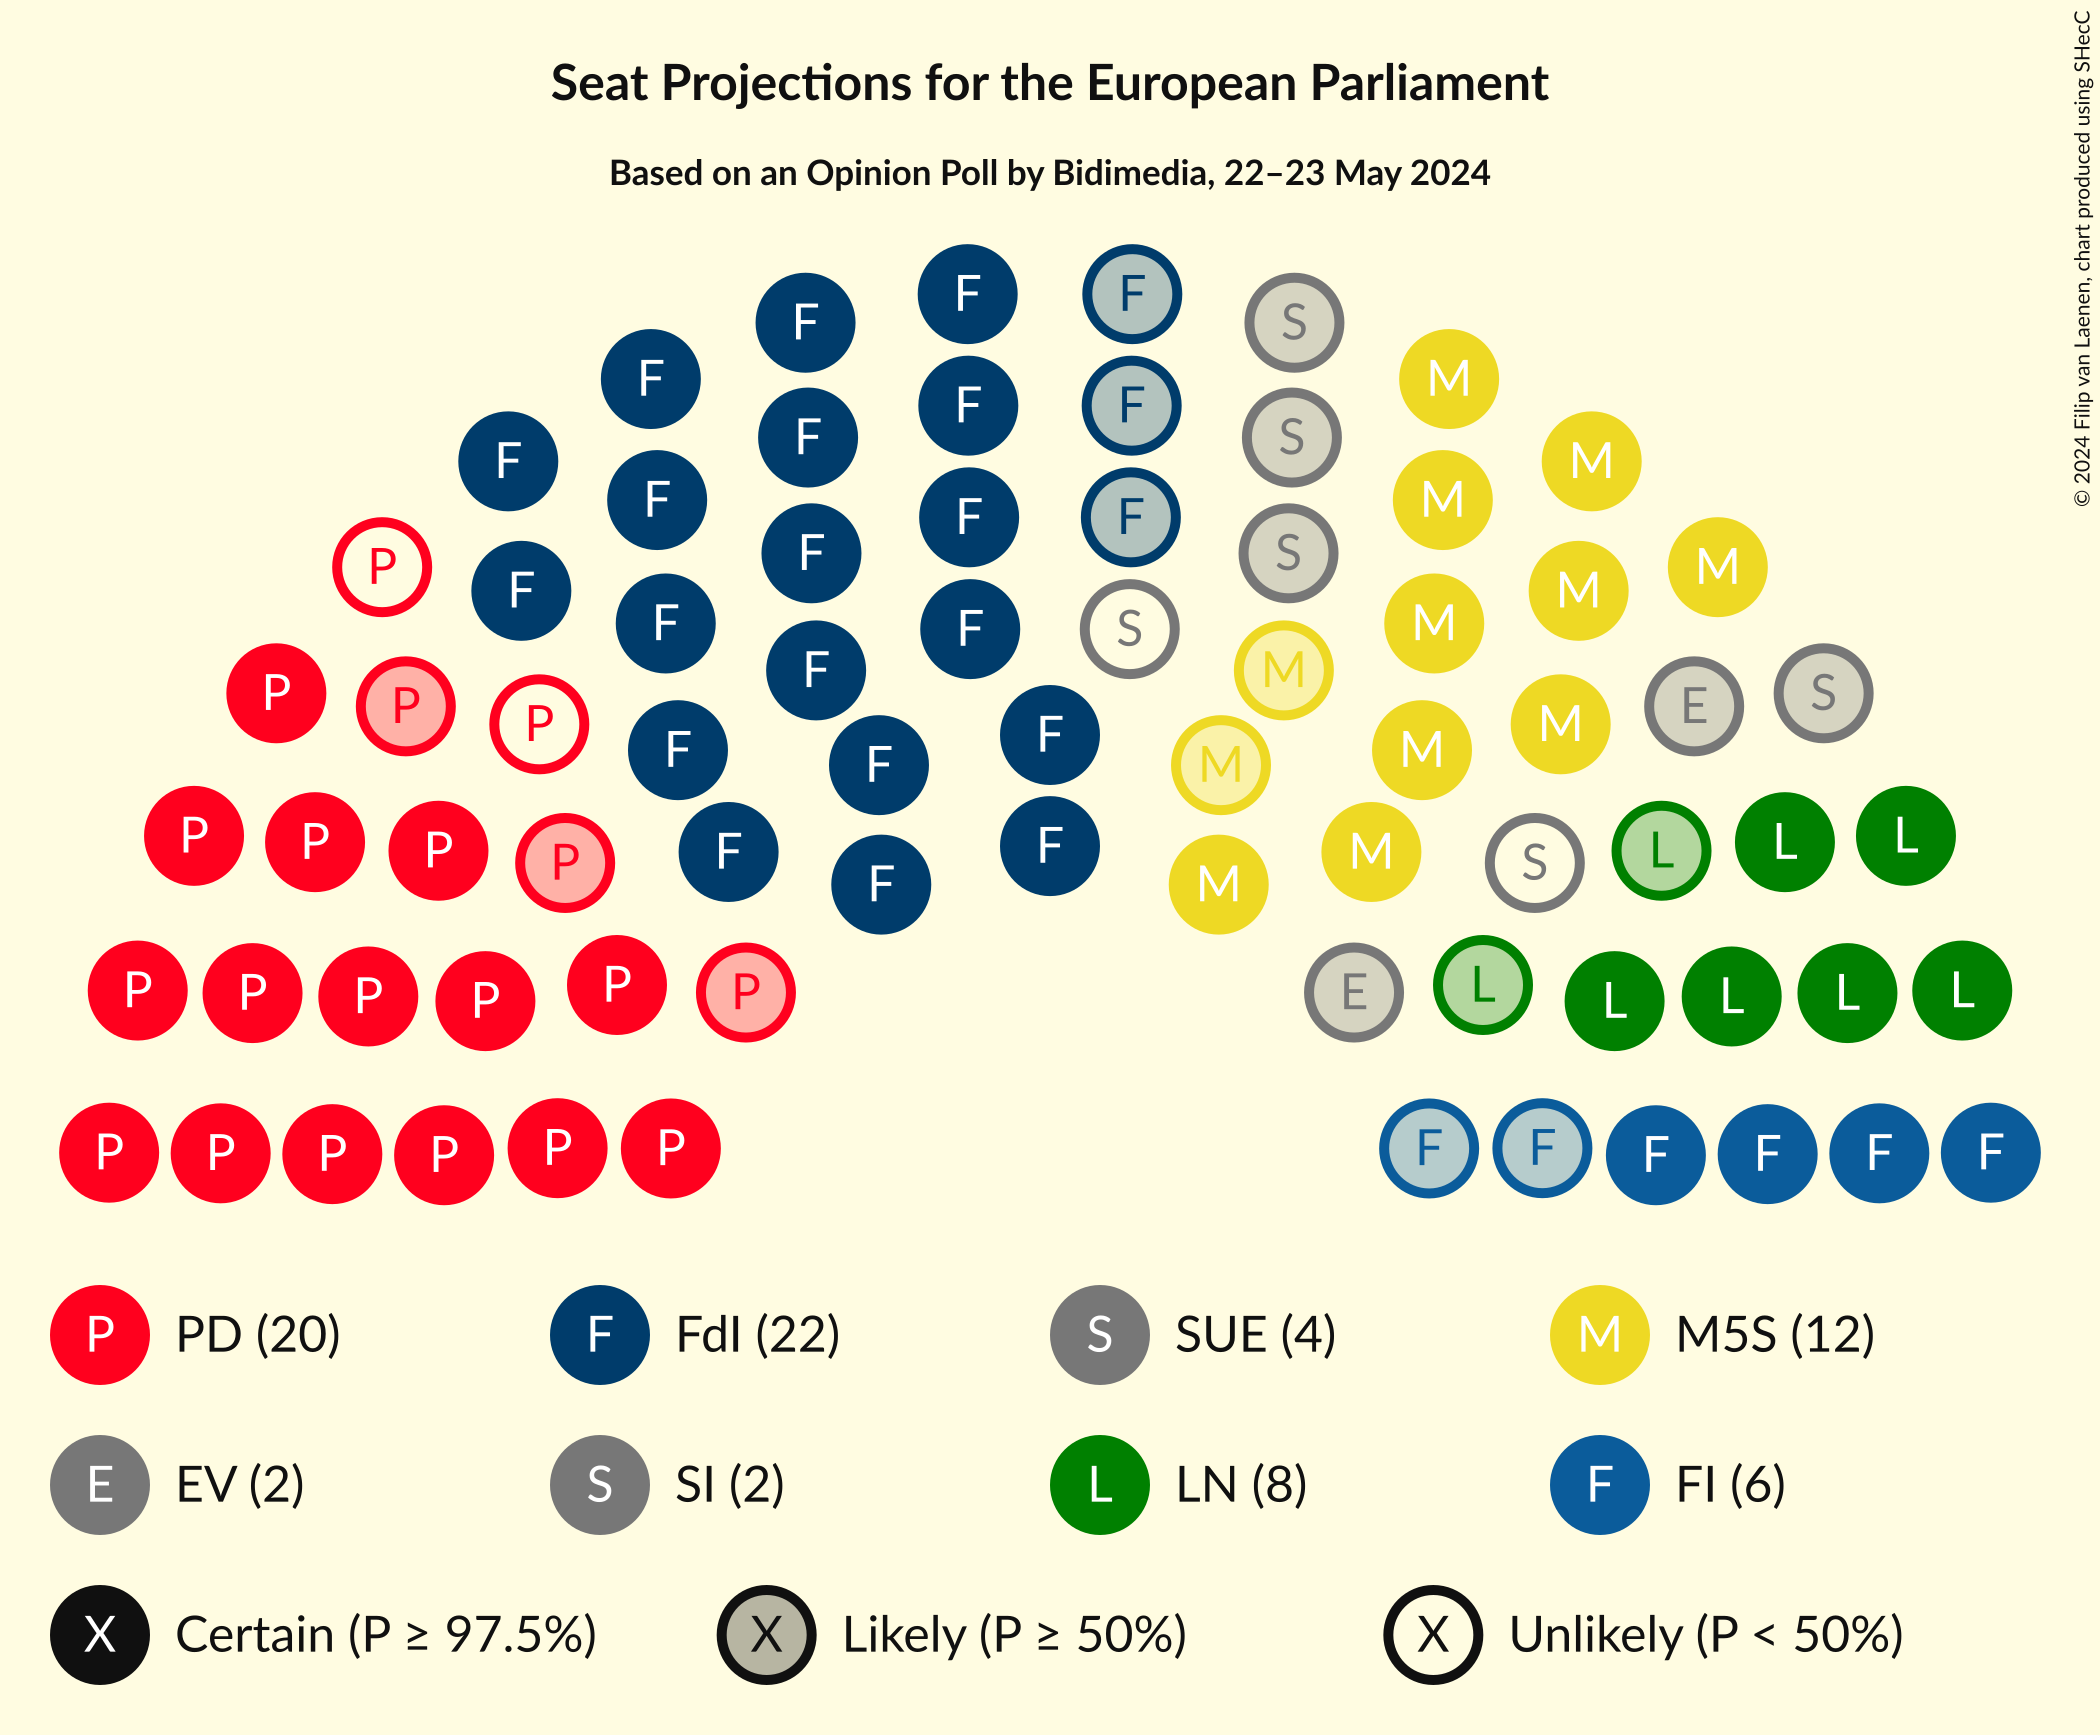 Seat Projections for the European Parliament
Based on an Opinion Poll by Bidimedia, 22–23 May 2024
© 2024 Filip van Laenen, chart produced using SHecC
F F
F S
F M
F M
F F
F S
P M
F M
F M
F F
F S
F M
P M
P M
F S
P F M E S
F M
P M
F F M
P L L
P P F M L
P S
F F M
P P P P P P E L L L L L
P P P P P P F F F F F F
P PD (20) F FdI (22) S SUE (4) M M5S (12)
E EV (2) S SI (2) L LN (8) F FI (6)
X Certain (P ≥ 97.5%) X Likely (P ≥ 50%) X Unlikely (P < 50%)